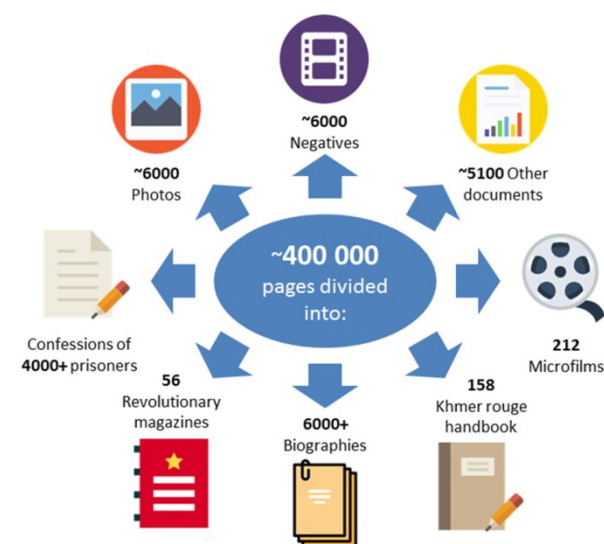 ~6000
Negatives
~6000
Photos
~5100 Other
documents
~400 000
pages divided
into:
Confessions of
4000+ prisoners
212
Microfilms
56
Revolutionary
magazines
6000+
Biographies
158
Khmer rouge
handbook